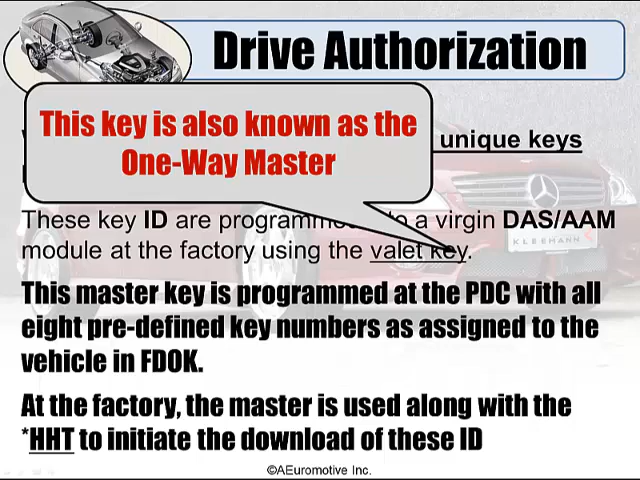 Drive Authorization
This key is also known as the
One-Way Master
unique keys
These key ID are programm to a virgin DAS/AAM
module at the factory using the valet key.
This master key is programmed at the PDC with all
eight pre-defined key numbers as assigned to the
vehicle in FDOK.
At the factory, the master is used along with the
*HHT to initiate the download of these ID
©AEuromotive Inc.
KLEEMANN